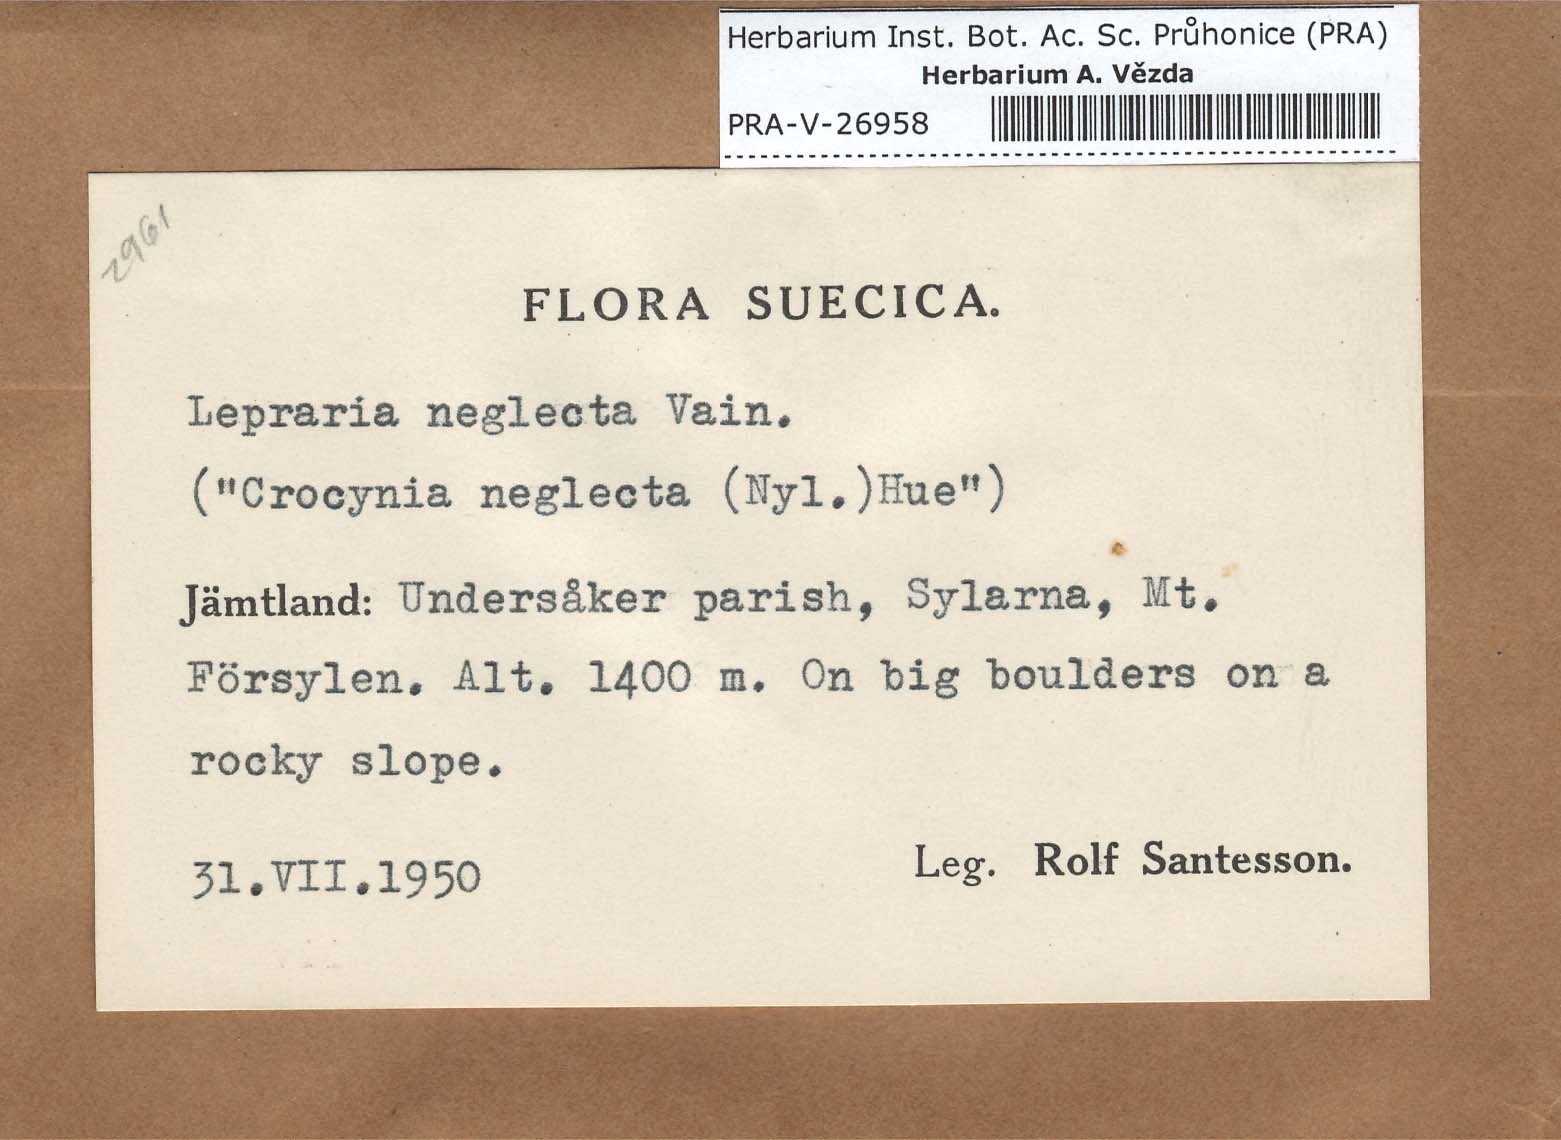 Herbarium Inst. Bot. Ac. Sc. Průhonice (PRA)
Herbarium A. Vězda
PRA-V-26958
2961
FLORA SUECICA.
Lepraria neglecta Vain.
("Crocynia neglecta (Nyl.)Hue")
Jämtland: Undersåker parish, Sylarna, Mt.
Försylen. Alt. 1400 m. On big boulders on a
rocky slope.
31.VII.1950
Leg. Rolf Santesson.